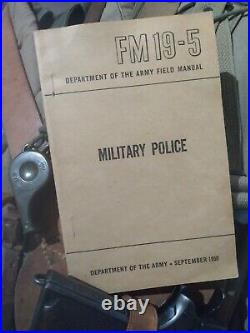 FM 19-5
DEPARTMENT OF THE ARMY FIELD MANUAL
MILITARY POLICE
DEPARTMENT OF THE ARMY • SEPTEMBER